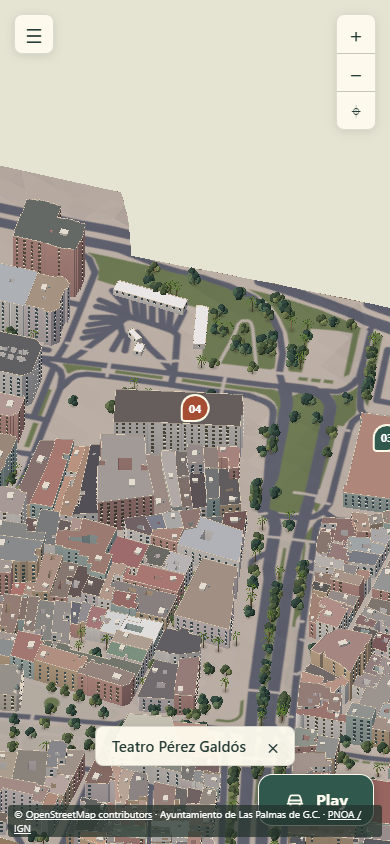 ☰
+
−
04
03
Teatro Pérez Galdós ×
Play
© OpenStreetMap contributors · Ayuntamiento de Las Palmas de G.C. · PNOA /
IGN